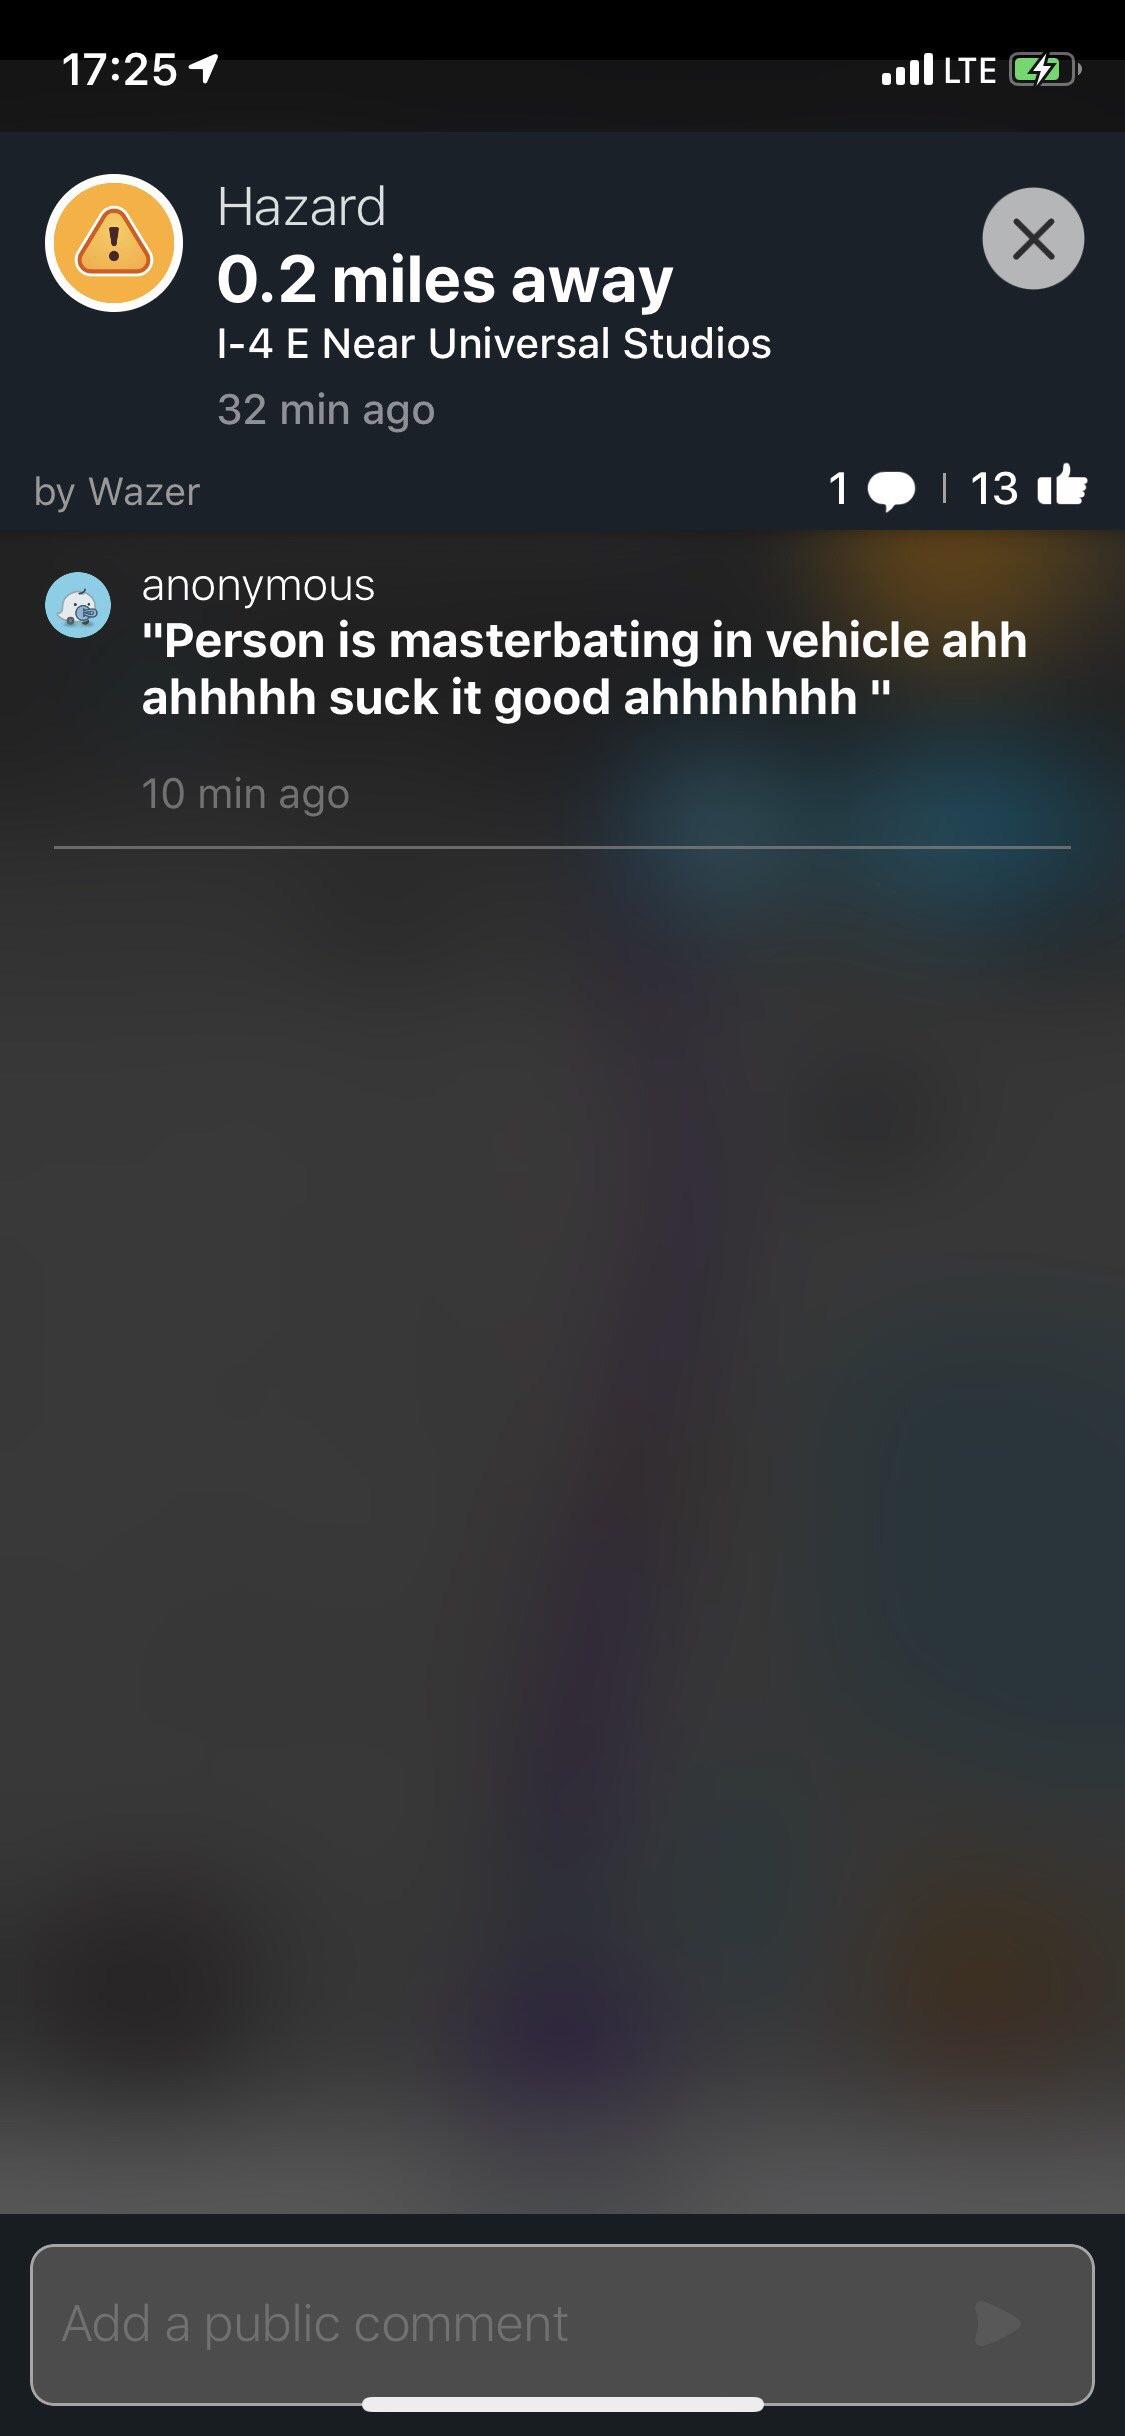 17:25
LTE
Hazard
0.2 miles away
I-4 E Near Universal Studios
32 min ago
by Wazer
1 | 13
anonymous
"Person is masterbating in vehicle ahh
ahhhhh suck it good ahhhhhhh "
10 min ago
Add a public comment